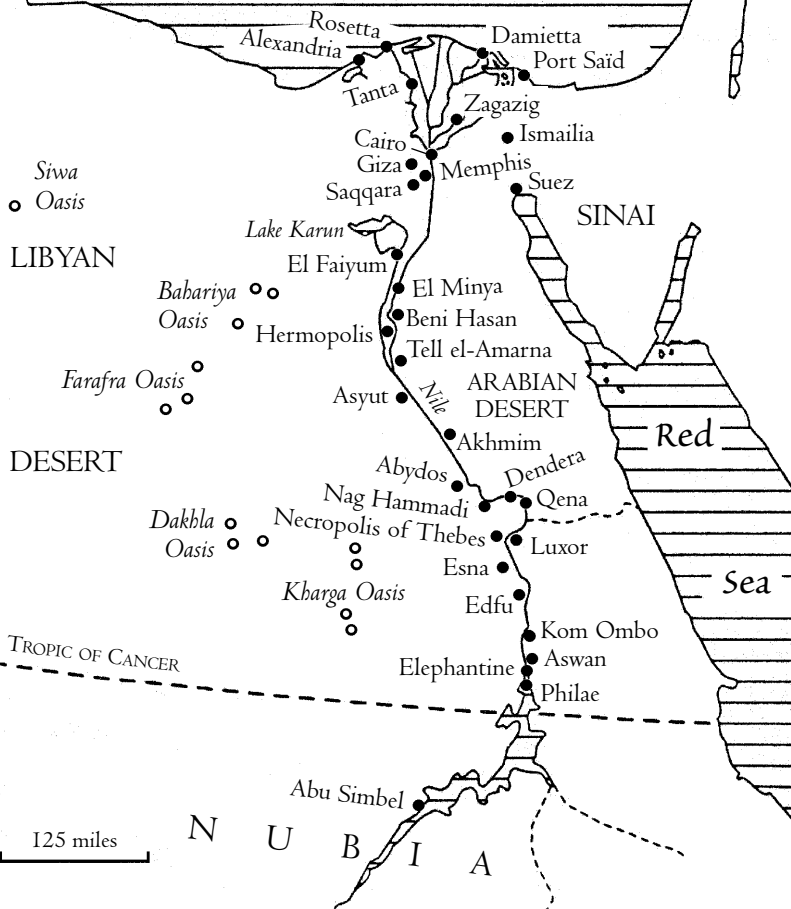 Rosetta
Damietta
Alexandria
Port Saïd
Tanta
Zagazig
Ismailia
Cairo
Giza
Memphis
Siwa
Oasis
Saqqara
Suez
SINAI
Lake Karun
LIBYAN
El Faiyum
Bahariya
Oasis
El Minya
Beni Hasan
Hermopolis
Tell el-Amarna
Farafra Oasis
Asyut
Nile
ARABIAN
DESERT
Red
Akhmim
DESERT
Abydos
Dendera
Nag Hammadi
Qena
Dakhla
Oasis
Necropolis of Thebes
Luxor
Esna
Sea
Kharga Oasis
Edfu
Kom Ombo
TROPIC OF CANCER
Elephantine
Aswan
Philae
Abu Simbel
125 miles
NUBIA